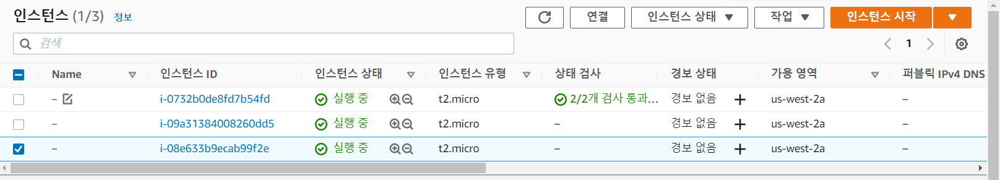 인스턴스 (1/3) 정보
연결 인스턴스 상태 작업 인스턴스 시작
검색
1
Name 인스턴스 ID 인스턴스 상태 인스턴스 유형 상태 검사 경보 상태 가용 영역 퍼블릭 IPv4 DNS
– i-0732b0de8fd7b54fd 실행 중 t2.micro 2/2개 검사 통과... 경보 없음 + us-west-2a –
– i-09a31384008260dd5 실행 중 t2.micro – 경보 없음 + us-west-2a –
– i-08e633b9ecab99f2e 실행 중 t2.micro – 경보 없음 + us-west-2a –